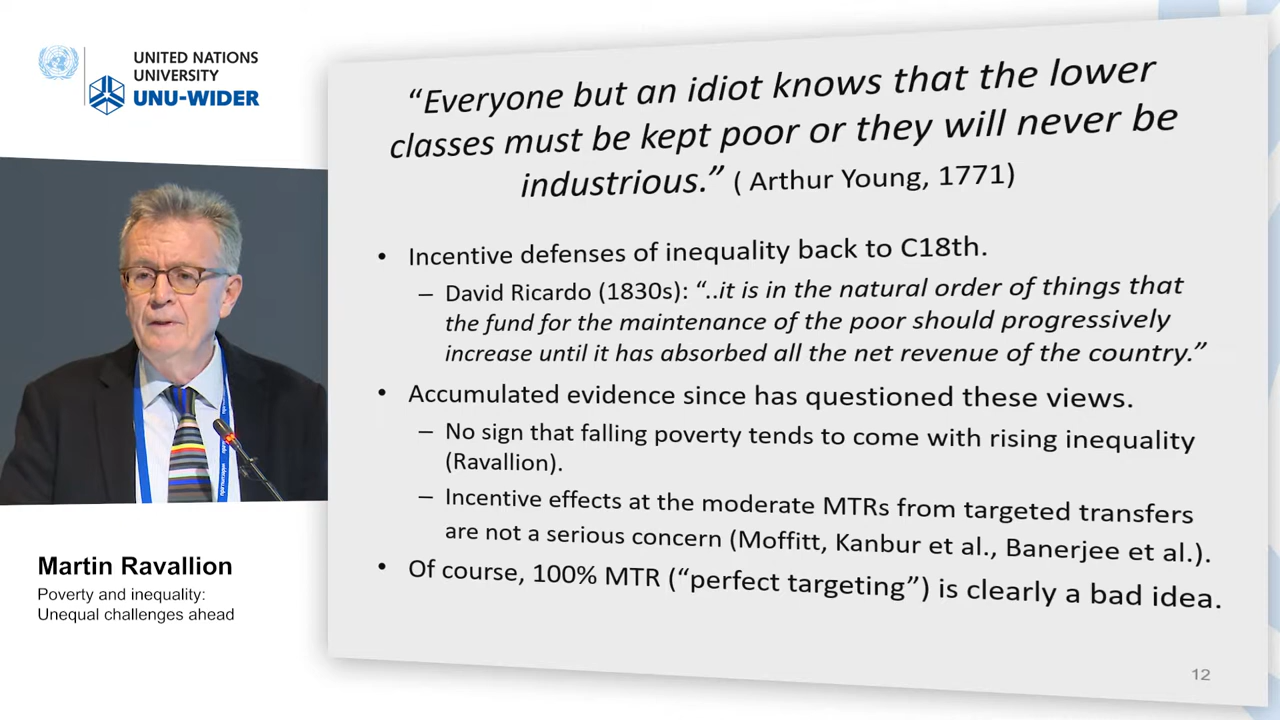 UNITED NATIONS
UNIVERSITY
UNU-WIDER
“Everyone but an idiot knows that the lower
classes must be kept poor or they will never be
industrious.” ( Arthur Young, 1771)
• Incentive defenses of inequality back to C18th.
– David Ricardo (1830s): “..it is in the natural order of things that
the fund for the maintenance of the poor should progressively
increase until it has absorbed all the net revenue of the country.”
• Accumulated evidence since has questioned these views.
– No sign that falling poverty tends to come with rising inequality
(Ravallion).
– Incentive effects at the moderate MTRs from targeted transfers
are not a serious concern (Moffitt, Kanbur et al., Banerjee et al.).
• Of course, 100% MTR (“perfect targeting”) is clearly a bad idea.
12
Martin Ravallion
Poverty and inequality:
Unequal challenges ahead